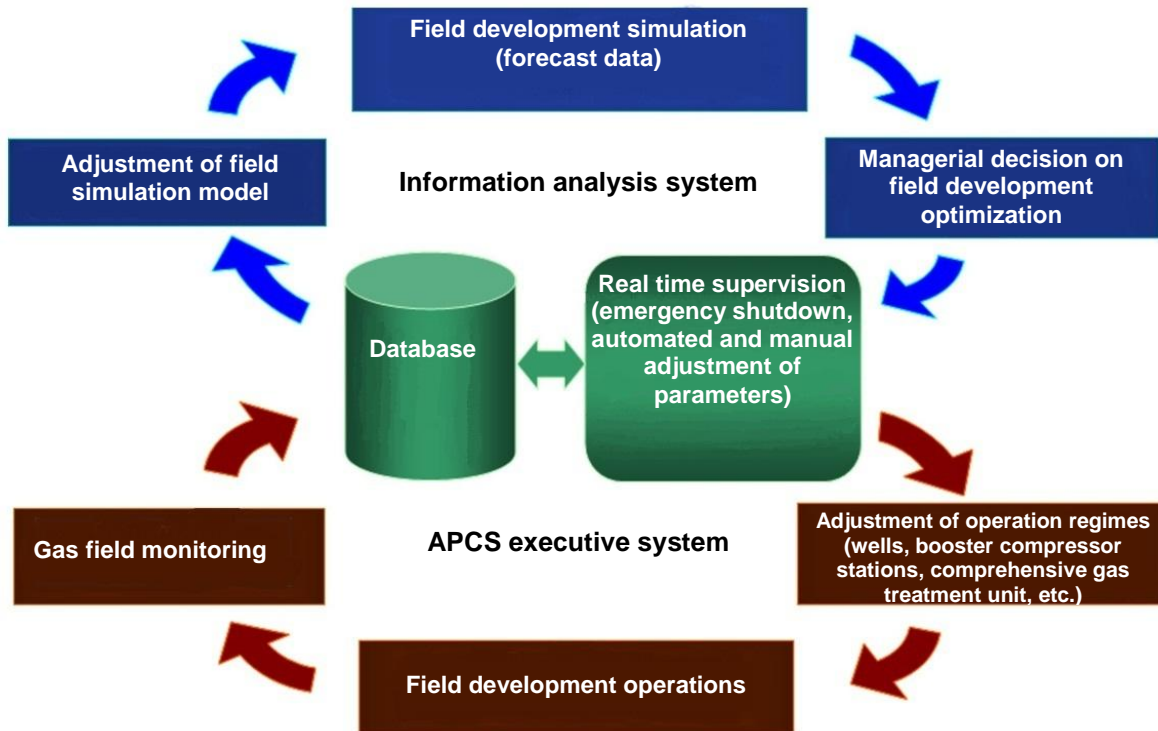 Field development simulation
(forecast data)
Adjustment of field
simulation model
Information analysis system
Managerial decision on
field development
optimization
Database
Real time supervision
(emergency shutdown,
automated and manual
adjustment of
parameters)
Gas field monitoring
APCS executive system
Adjustment of operation regimes
(wells, booster compressor
stations, comprehensive gas
treatment unit, etc.)
Field development operations